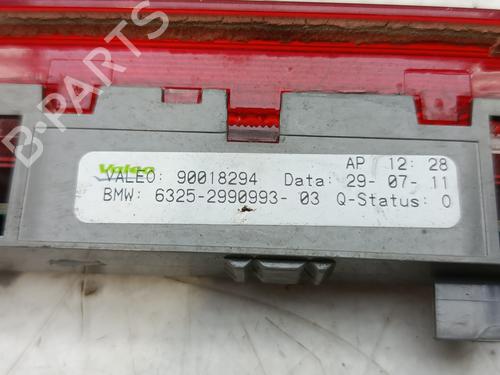 B-PARTS
Valeo
AP 12: 28
VALEO: 90018294 Data: 29- 07- 11
BMW: 6325-2990993- 03 Q-Status: 0